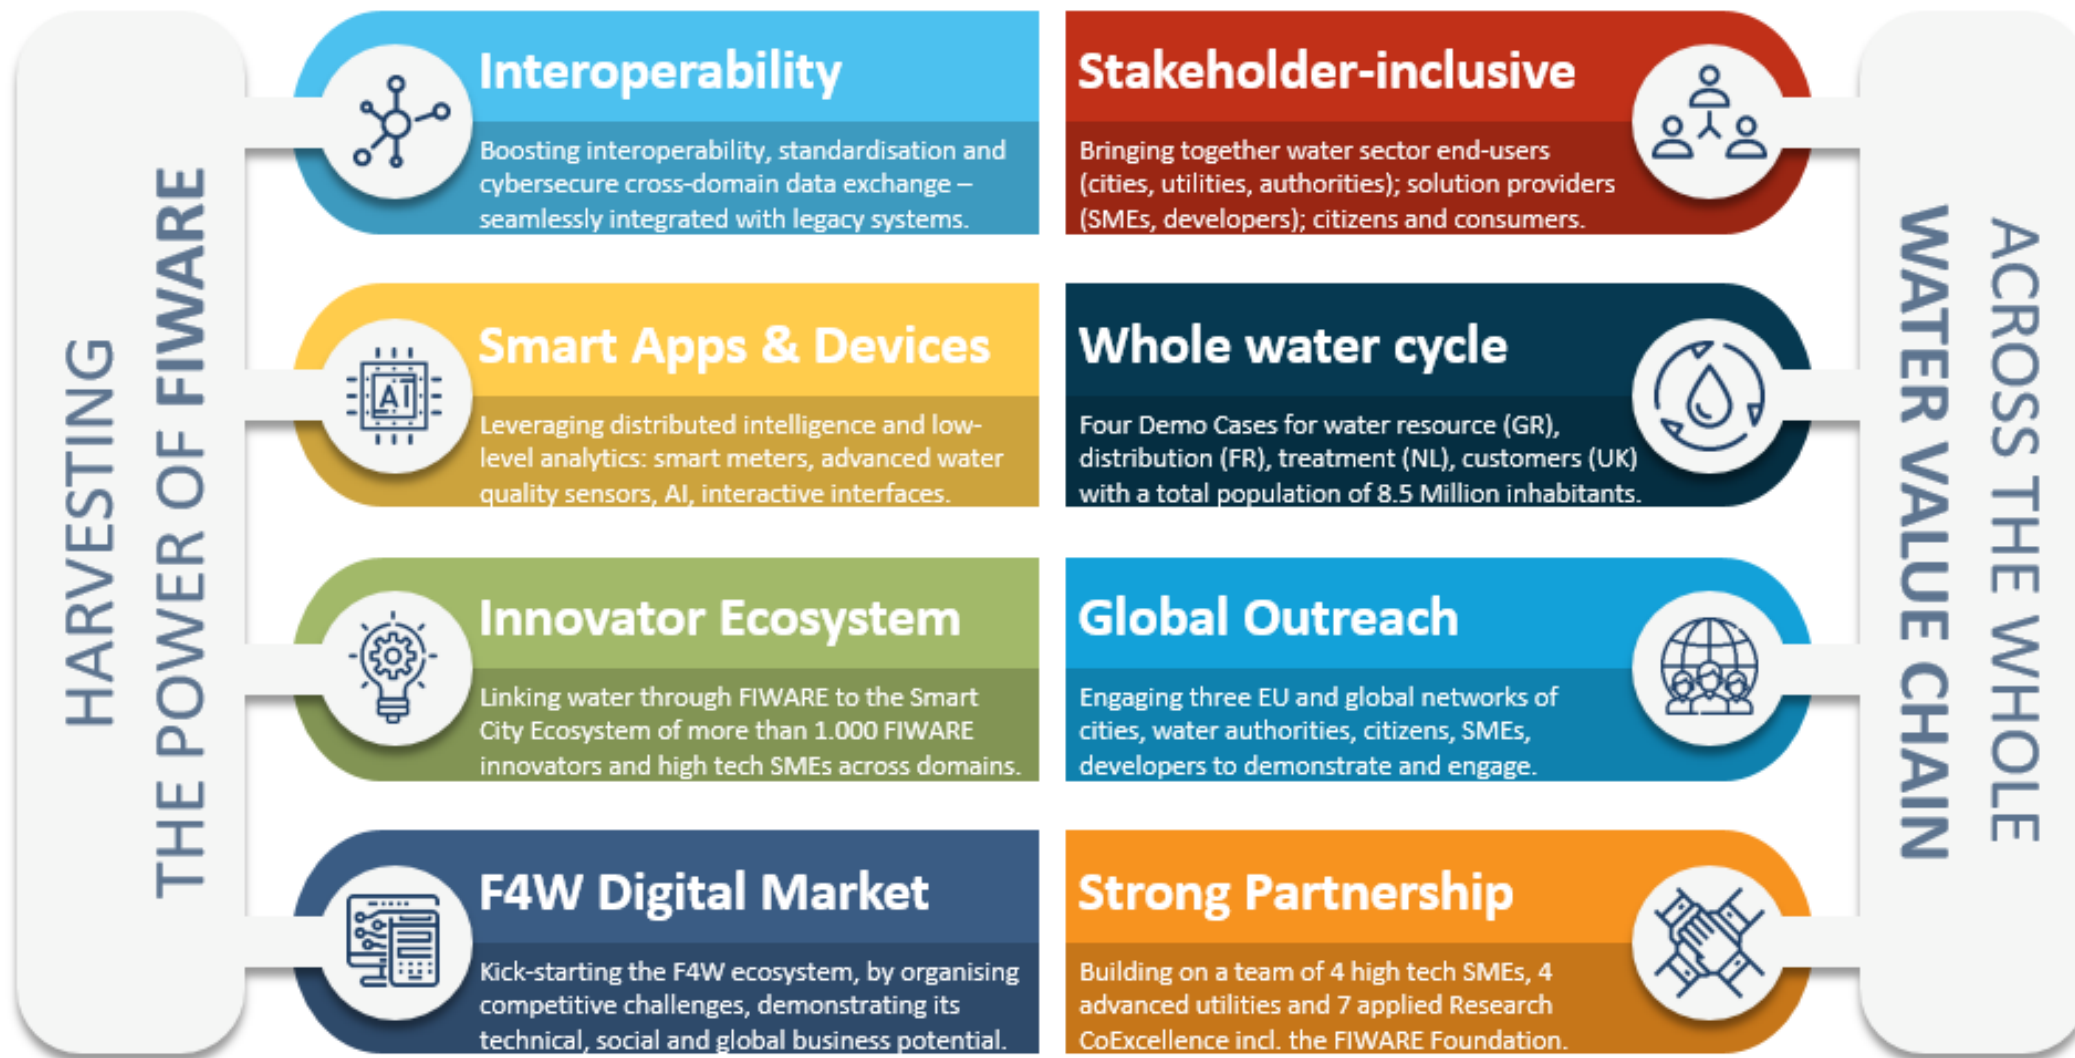 HARVESTING
THE POWER OF FIWARE
Interoperability
Boosting interoperability, standardisation and
cybersecure cross-domain data exchange –
seamlessly integrated with legacy systems.
Smart Apps & Devices
Leveraging distributed intelligence and low-
level analytics: smart meters, advanced water
quality sensors, AI, interactive interfaces.
AI
Innovator Ecosystem
Linking water through FIWARE to the Smart
City Ecosystem of more than 1.000 FIWARE
innovators and high tech SMEs across domains.
F4W Digital Market
Kick-starting the F4W ecosystem, by organising
competitive challenges, demonstrating its
technical, social and global business potential.
Stakeholder-inclusive
Bringing together water sector end-users
(cities, utilities, authorities); solution providers
(SMEs, developers); citizens and consumers.
Whole water cycle
Four Demo Cases for water resource (GR),
distribution (FR), treatment (NL), customers (UK)
with a total population of 8.5 Million inhabitants.
Global Outreach
Engaging three EU and global networks of
cities, water authorities, citizens, SMEs,
developers to demonstrate and engage.
Strong Partnership
Building on a team of 4 high tech SMEs, 4
advanced utilities and 7 applied Research
CoExcellence incl. the FIWARE Foundation.
ACROSS THE WHOLE
WATER VALUE CHAIN